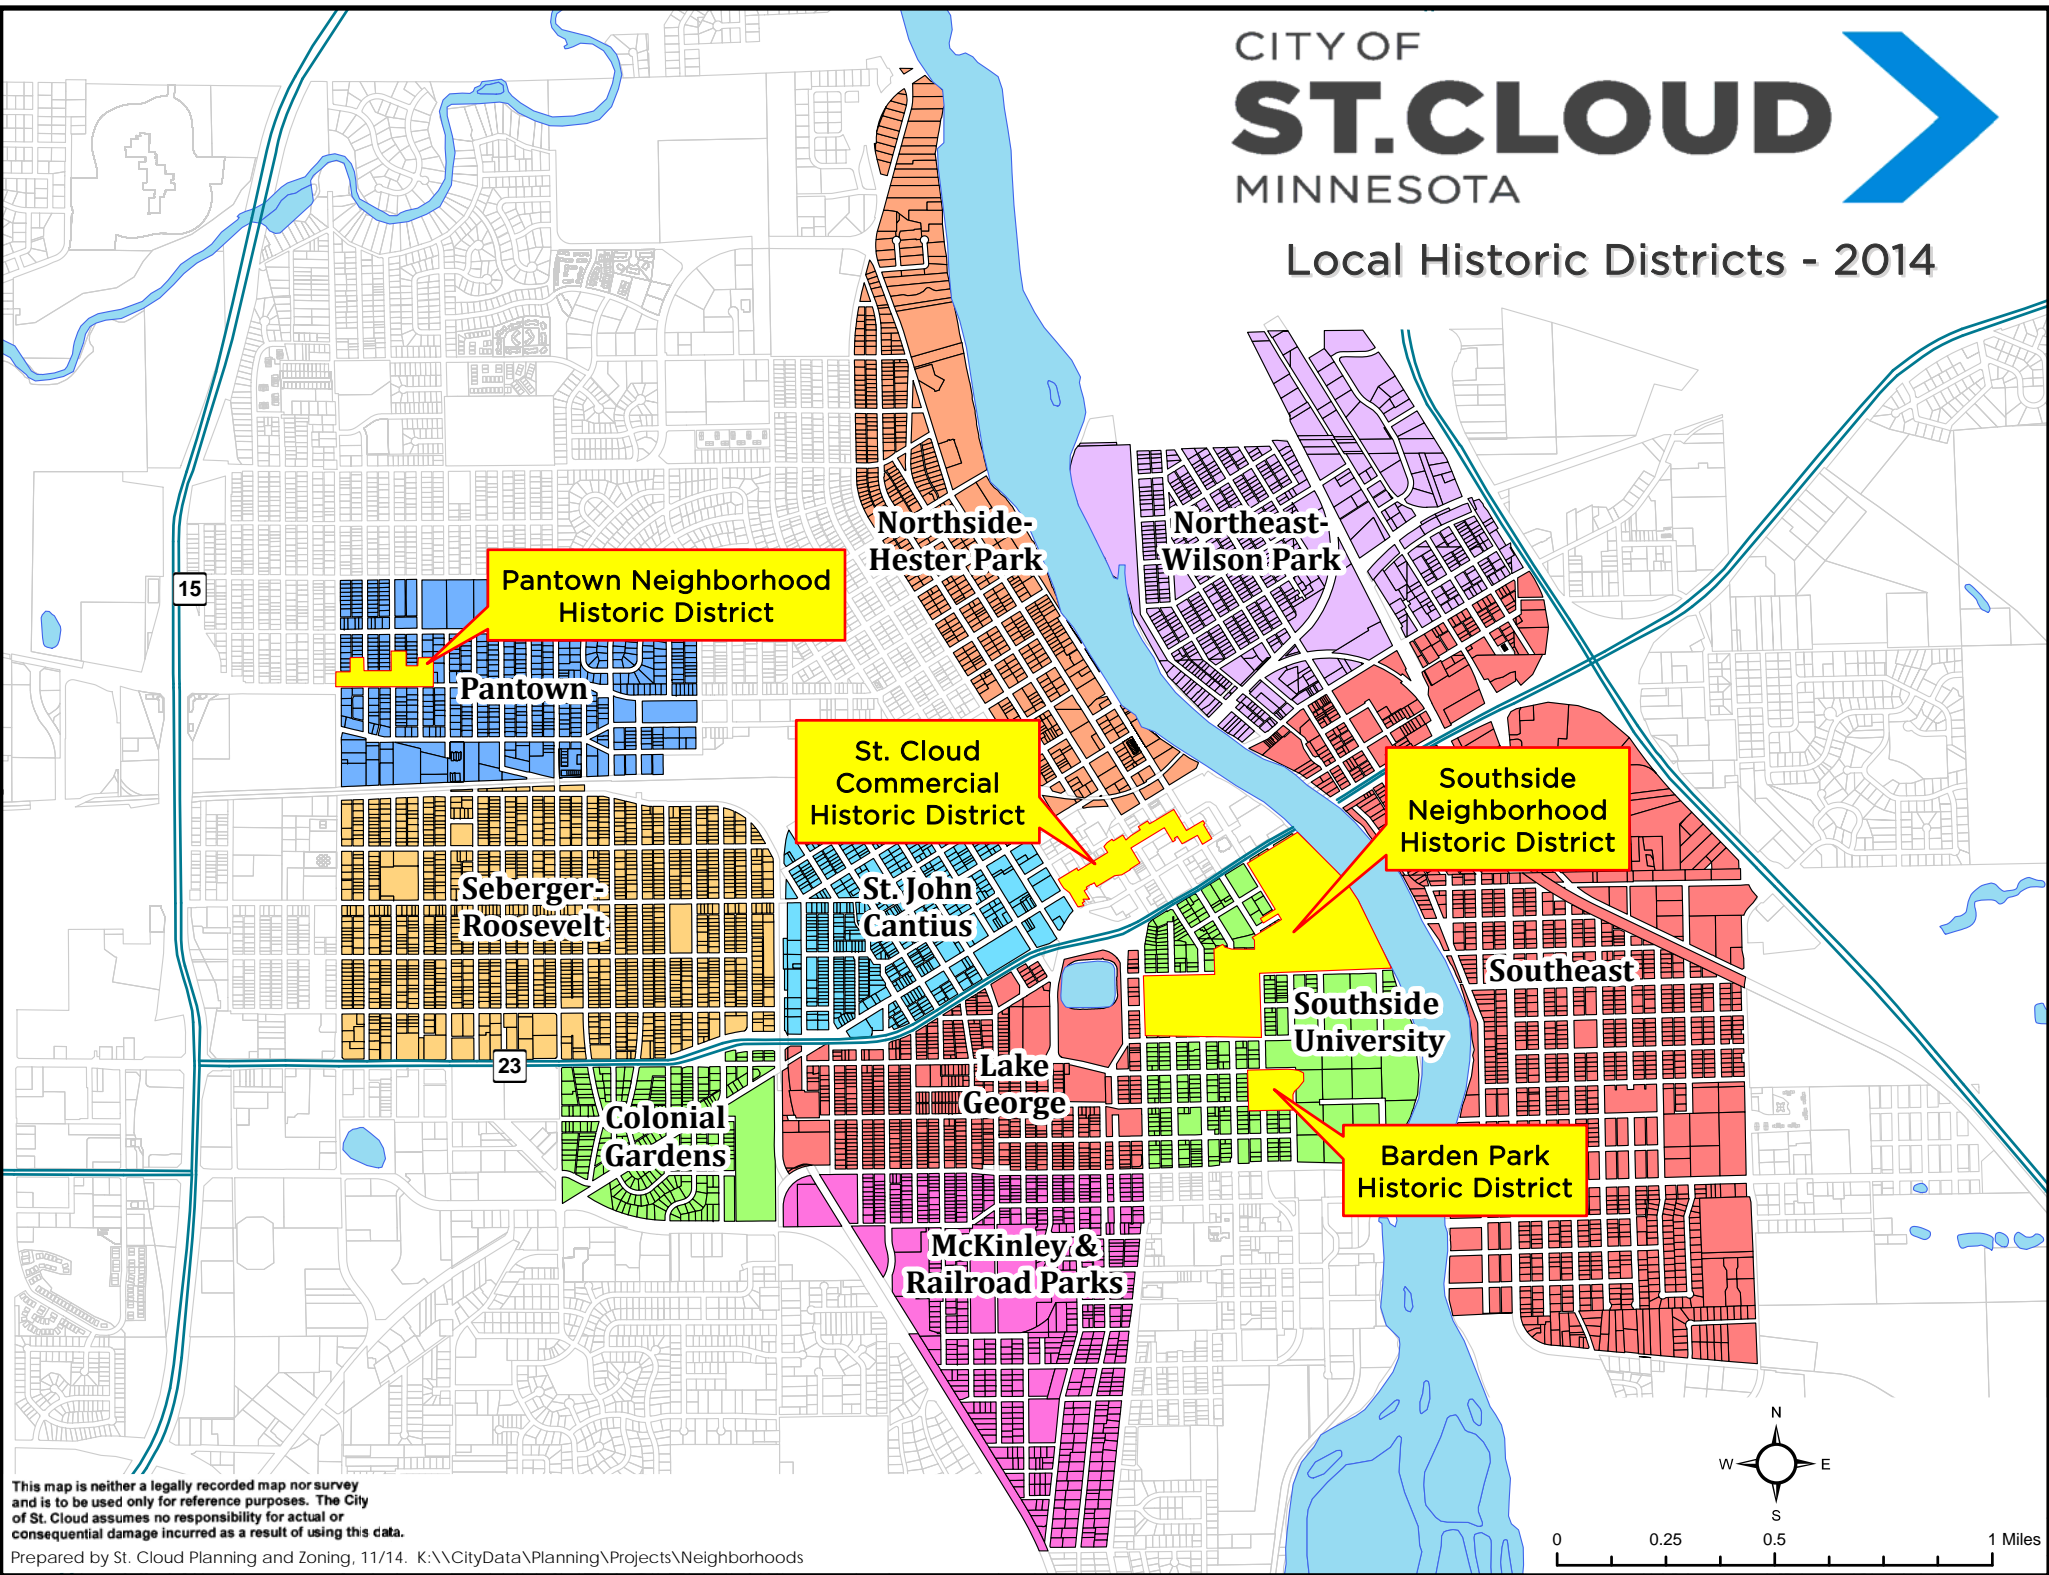 CITY OF
ST.CLOUD
MINNESOTA
Local Historic Districts - 2014
Northside-
Hester Park
Northeast-
Wilson Park
15
Pantown Neighborhood
Historic District
Pantown
St. Cloud
Commercial
Historic District
Southside
Neighborhood
Historic District
Seberger-
Roosevelt
St. John
Cantius
Southeast
Southside
University
23
Lake
George
Colonial
Gardens
Barden Park
Historic District
McKinley &
Railroad Parks
N
W
E
S
This map is neither a legally recorded map nor survey
and is to be used only for reference purposes. The City
of St. Cloud assumes no responsibility for actual or
consequential damage incurred as a result of using this data.
Prepared by St. Cloud Planning and Zoning, 11/14. K:\\CityData\Planning\Projects\Neighborhoods
0 0.25 0.5 1 Miles